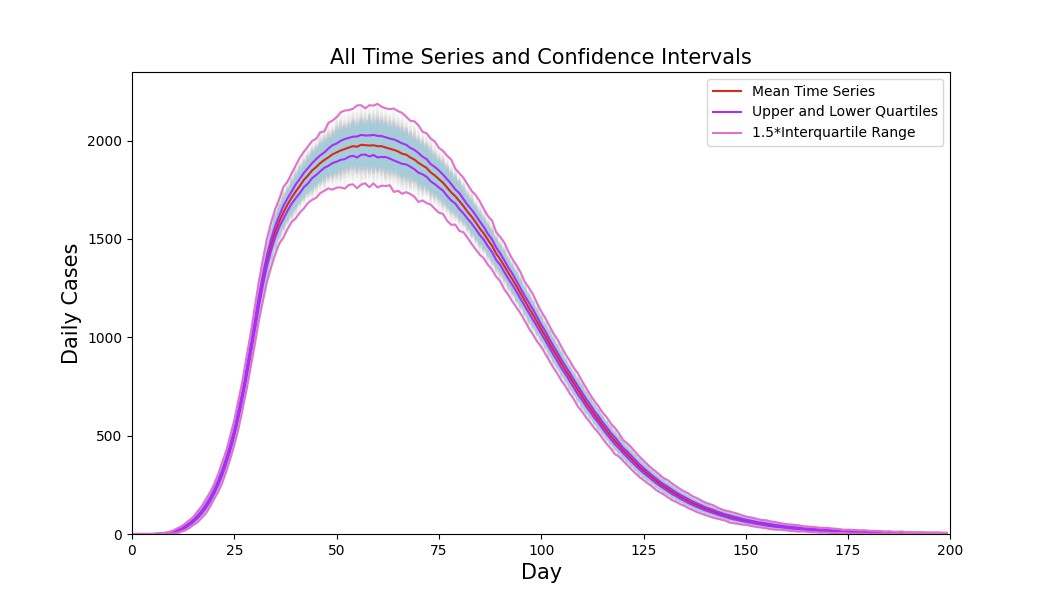 All Time Series and Confidence Intervals
Mean Time Series
Upper and Lower Quartiles
1.5*Interquartile Range
Daily Cases
2000
1500
1000
500
0
0 25 50 75 100 125 150 175 200
Day